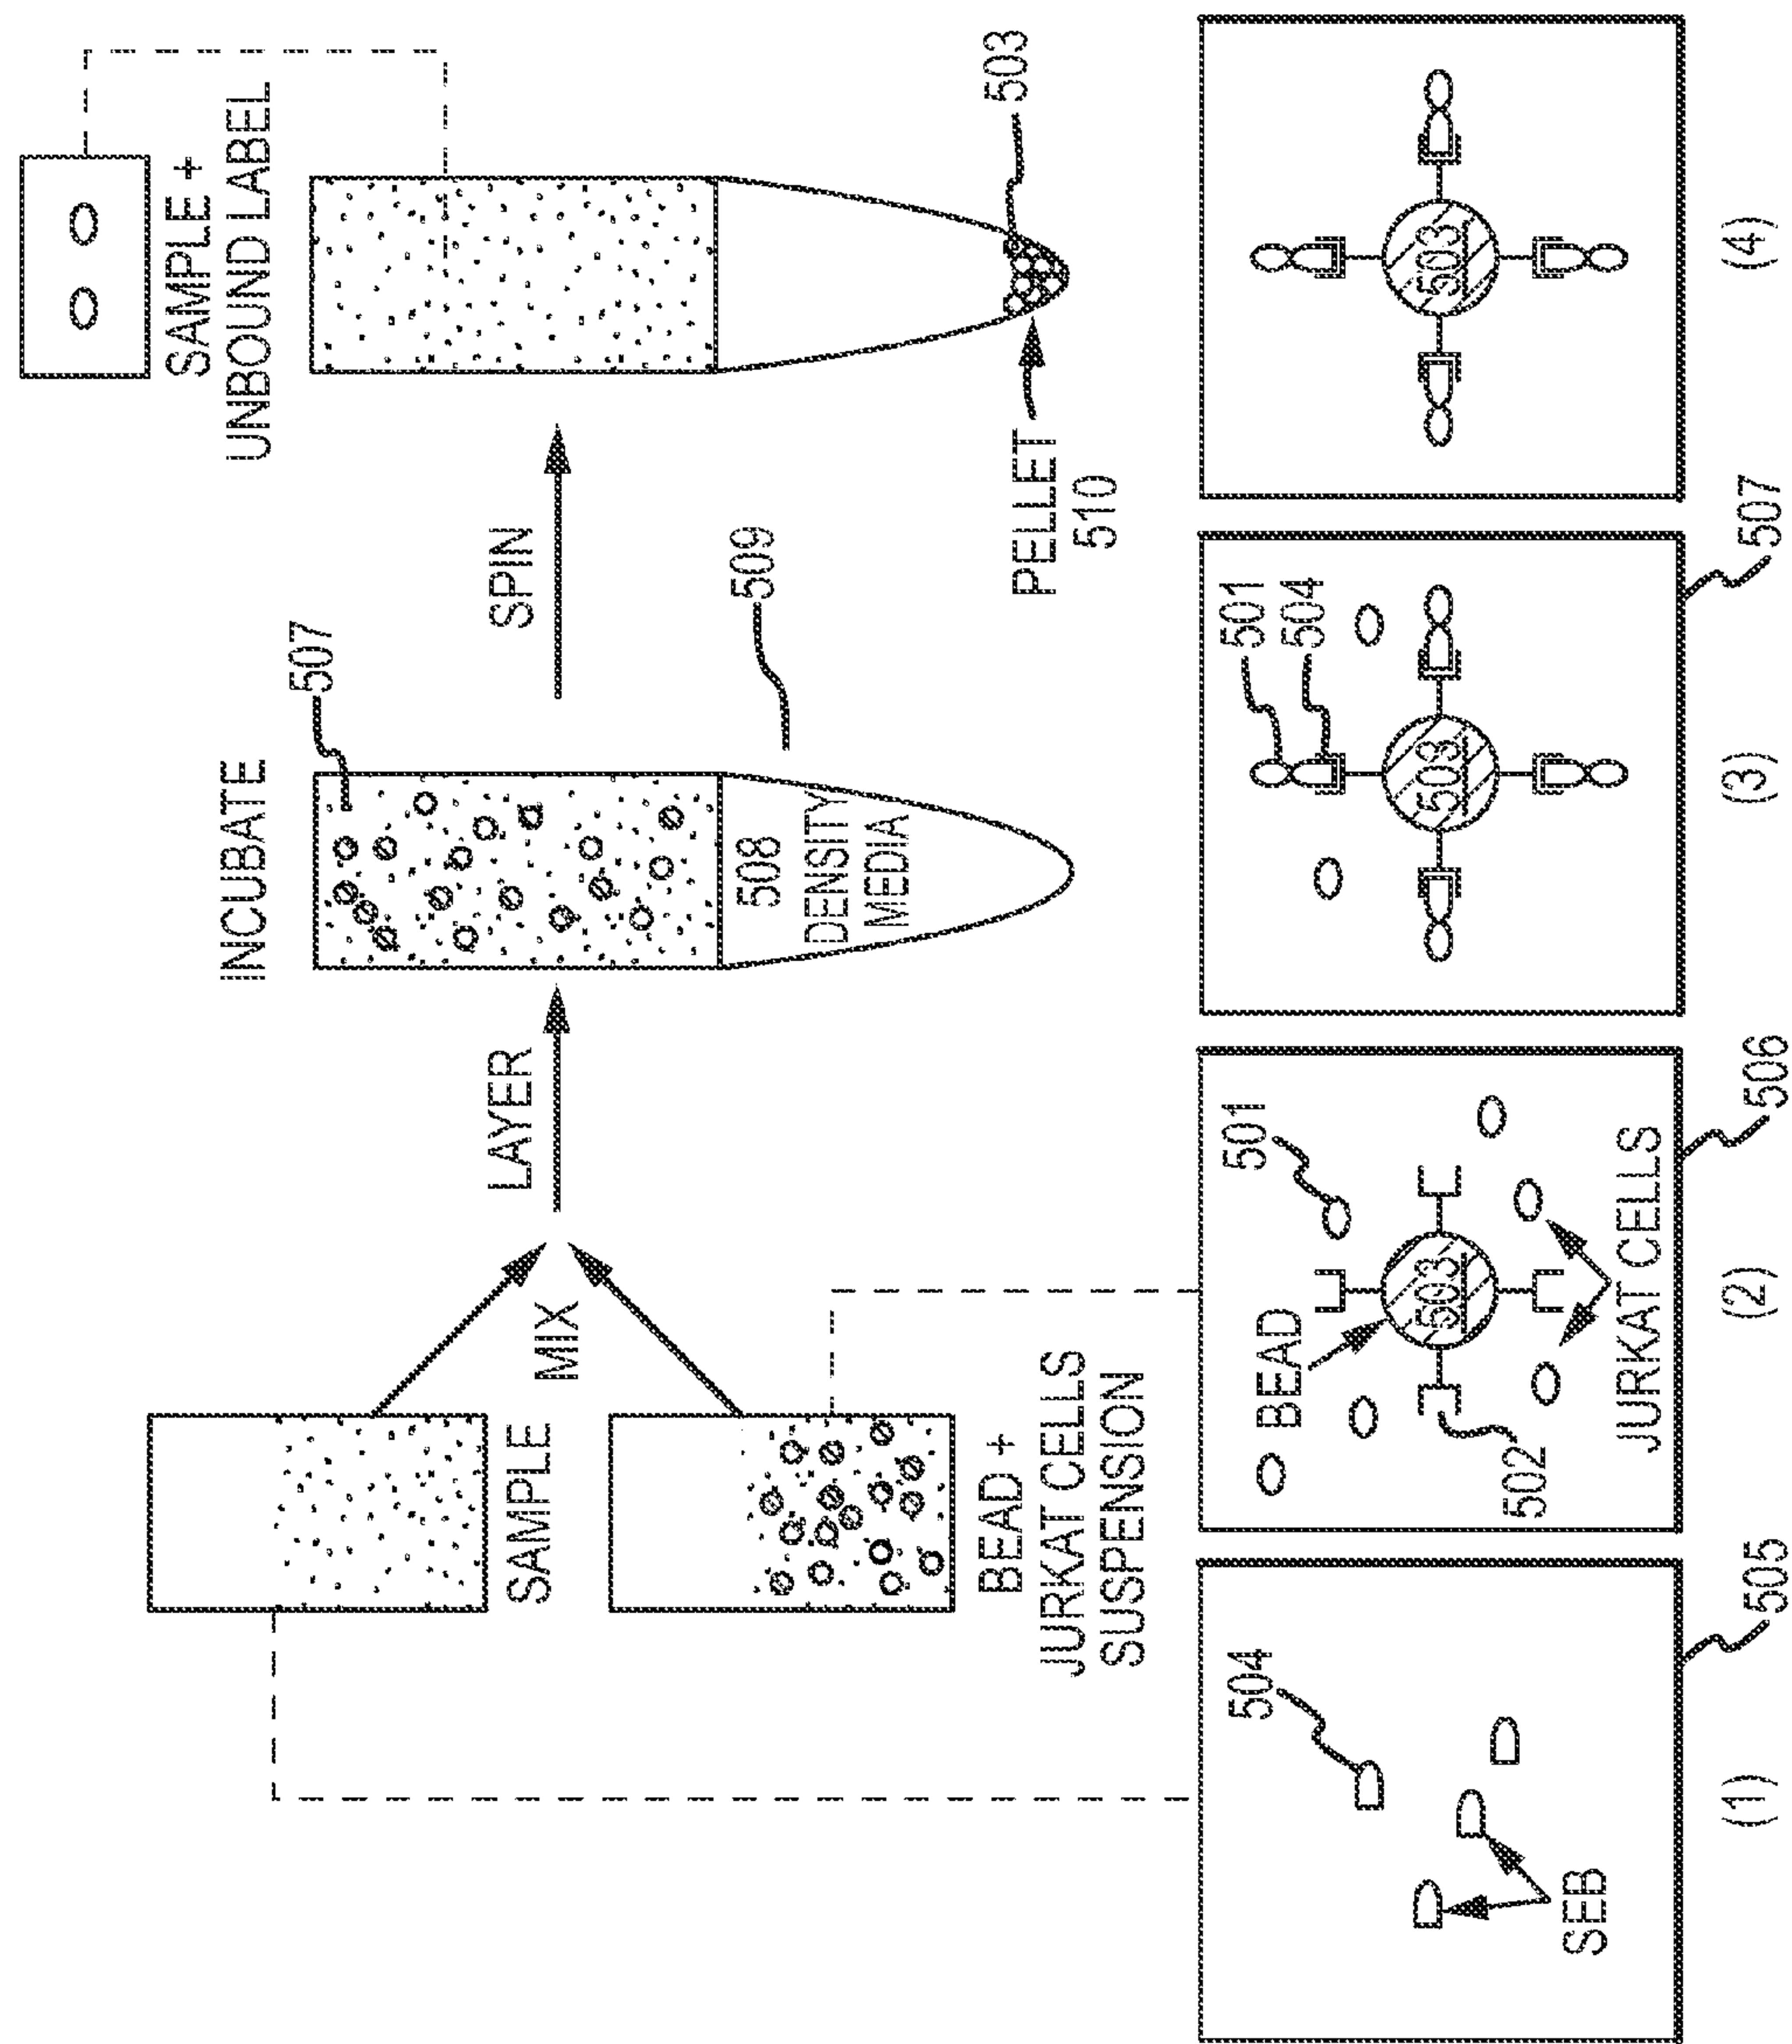 SAMPLE +
UNBOUND LABEL
INCUBATE
507
SPIN
509
503
PELLET
510
LAYER
508
DENSITY
MEDIA
MIX
SAMPLE
BEAD +
JURKAT CELLS
SUSPENSION
504
SEB
505
(1)
BEAD
501
503
502
JURKAT CELLS
506
(2)
501
504
503
507
(3)
503
(4)